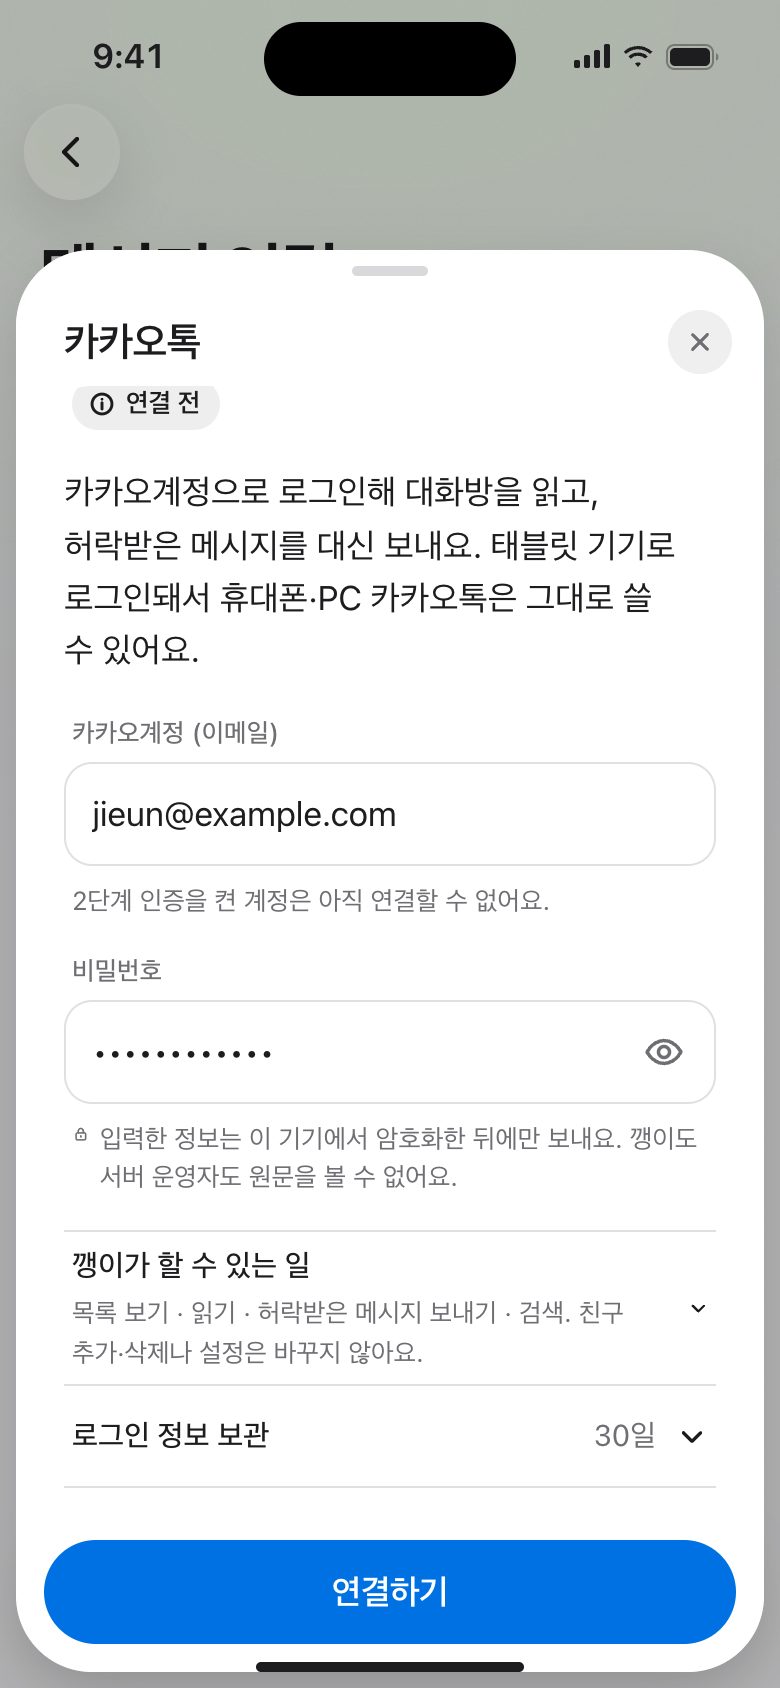 9:41
카카오톡
연결 전
카카오계정으로 로그인해 대화방을 읽고,
허락받은 메시지를 대신 보내요. 태블릿 기기로
로그인돼서 휴대폰·PC 카카오톡은 그대로 쓸
수 있어요.
카카오계정 (이메일)
jieun@example.com
2단계 인증을 켠 계정은 아직 연결할 수 없어요.
비밀번호
••••••••••••
입력한 정보는 이 기기에서 암호화한 뒤에만 보내요. 깽이도
서버 운영자도 원문을 볼 수 없어요.
깽이가 할 수 있는 일
목록 보기 · 읽기 · 허락받은 메시지 보내기 · 검색. 친구
추가·삭제나 설정은 바꾸지 않아요.
로그인 정보 보관 30일
연결하기